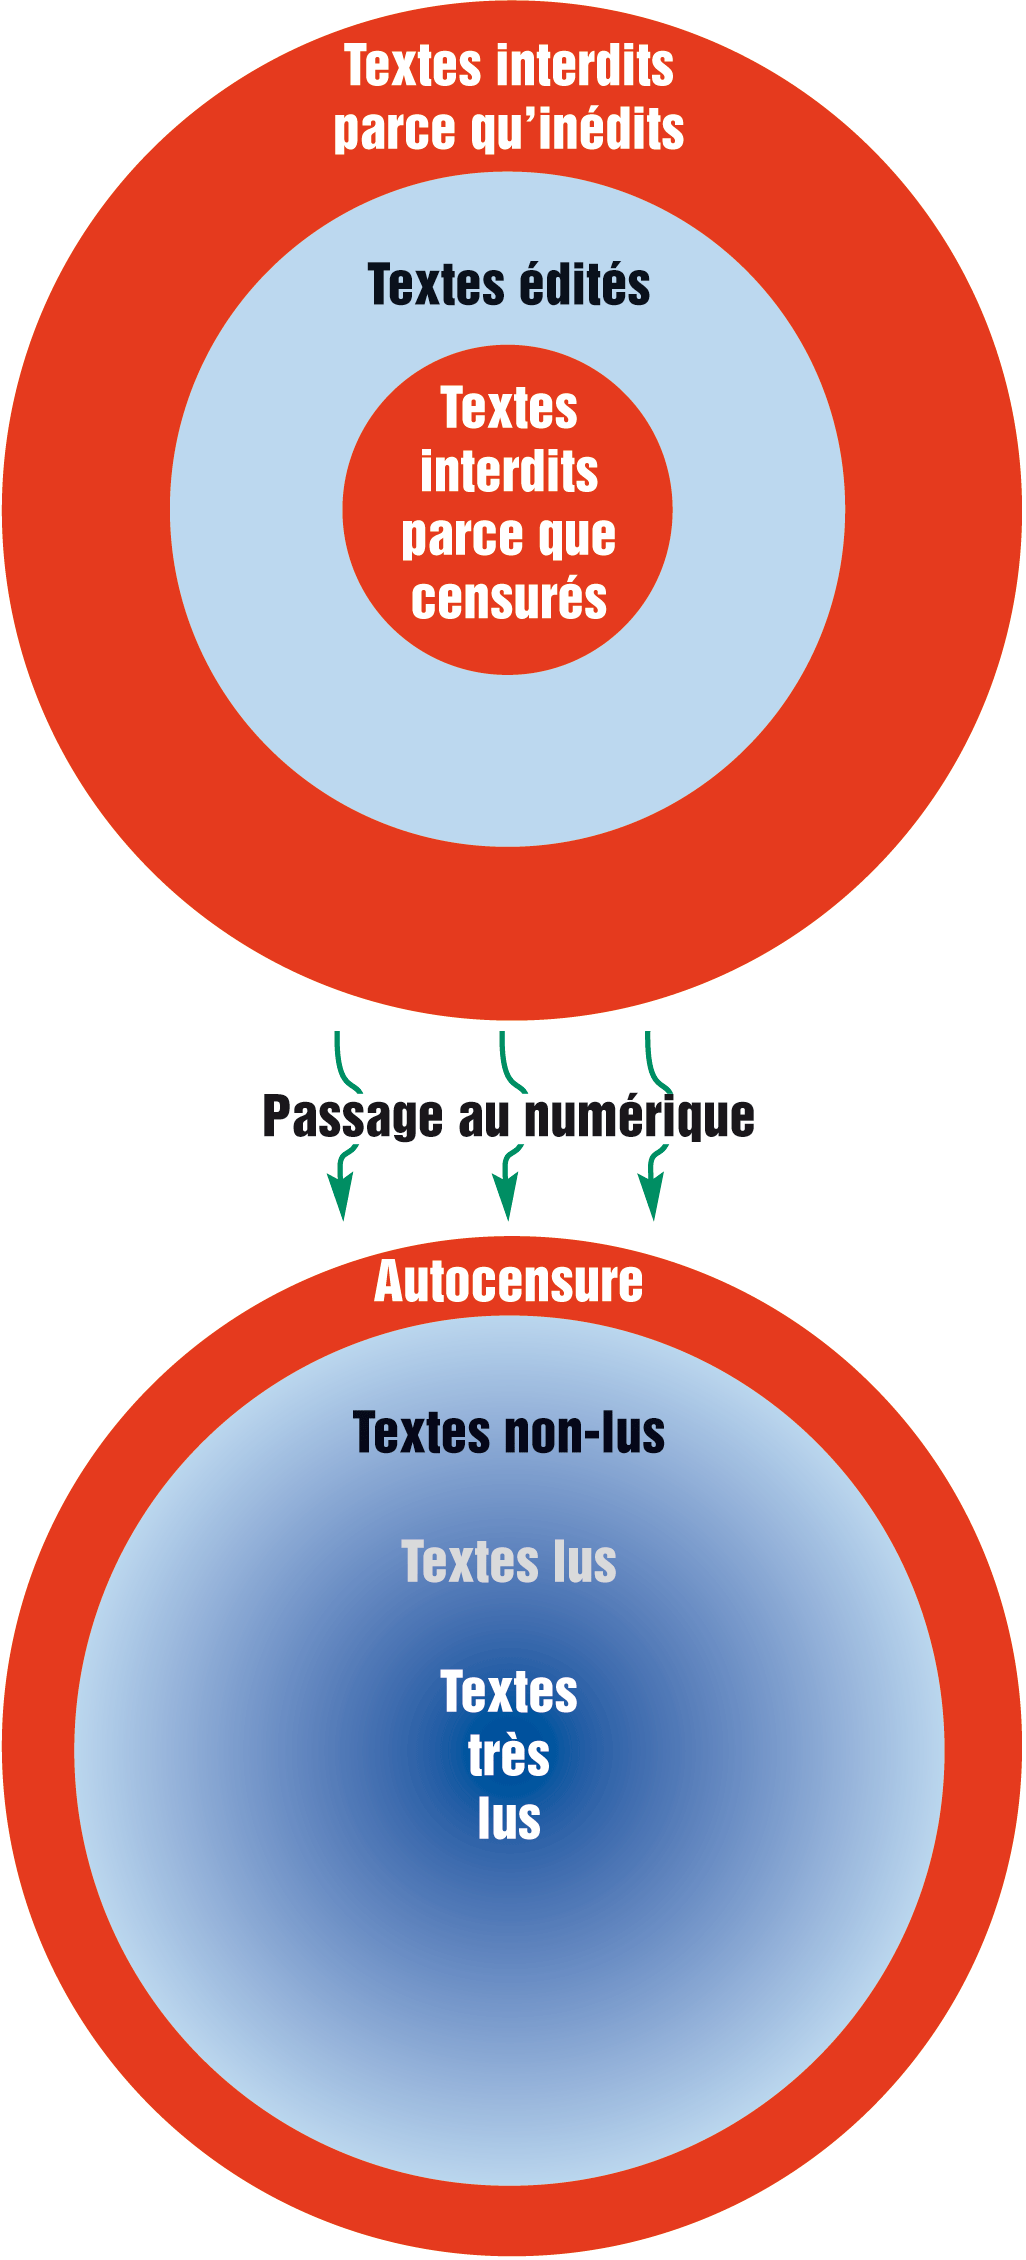 Textes interdits
parce qu’inédits
Textes édités
Textes
interdits
parce que
censurés
Passage au numérique
Autocensure
Textes non-lus
Textes lus
Textes
très
lus